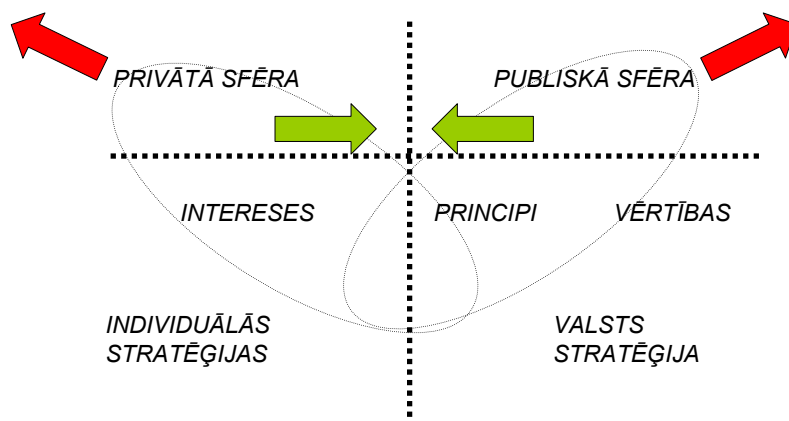 PRIVĀTĀ SFĒRA
PUBLISKĀ SFĒRA
INTERESES
PRINCIPI
VĒRTĪBAS
INDIVIDUĀLĀS
STRATĒĢIJAS
VALSTS
STRATĒĢIJA